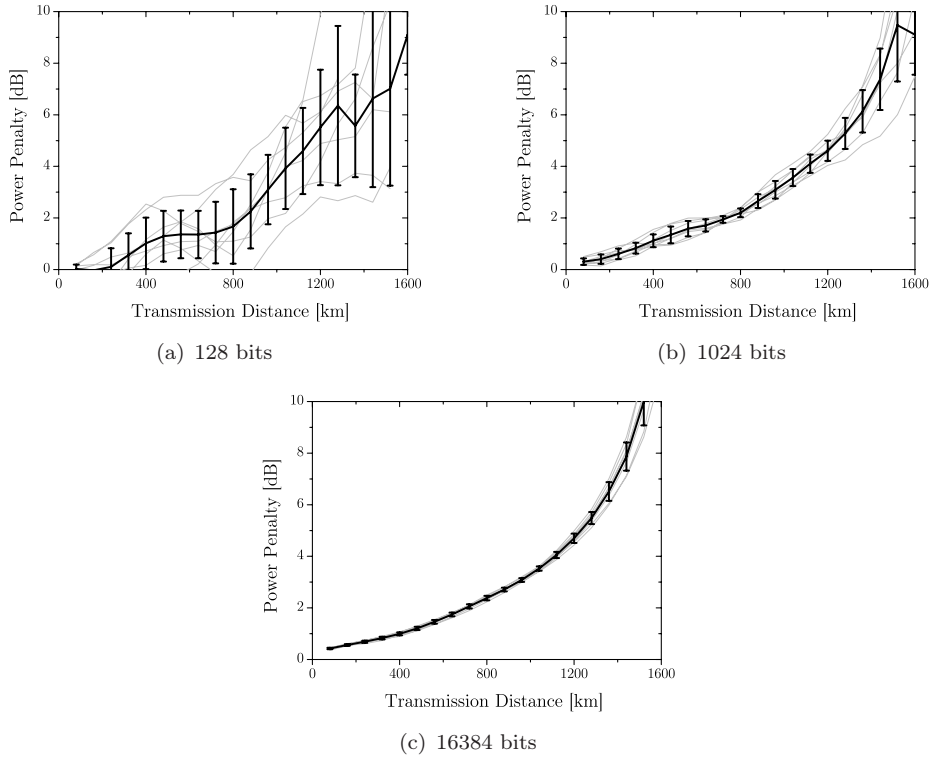 10
8
6
4
2
0
Power Penalty [dB]
0 400 800 1200 1600
Transmission Distance [km]
(a) 128 bits
10
8
6
4
2
0
Power Penalty [dB]
0 400 800 1200 1600
Transmission Distance [km]
(b) 1024 bits
10
8
6
4
2
0
Power Penalty [dB]
0 400 800 1200 1600
Transmission Distance [km]
(c) 16384 bits